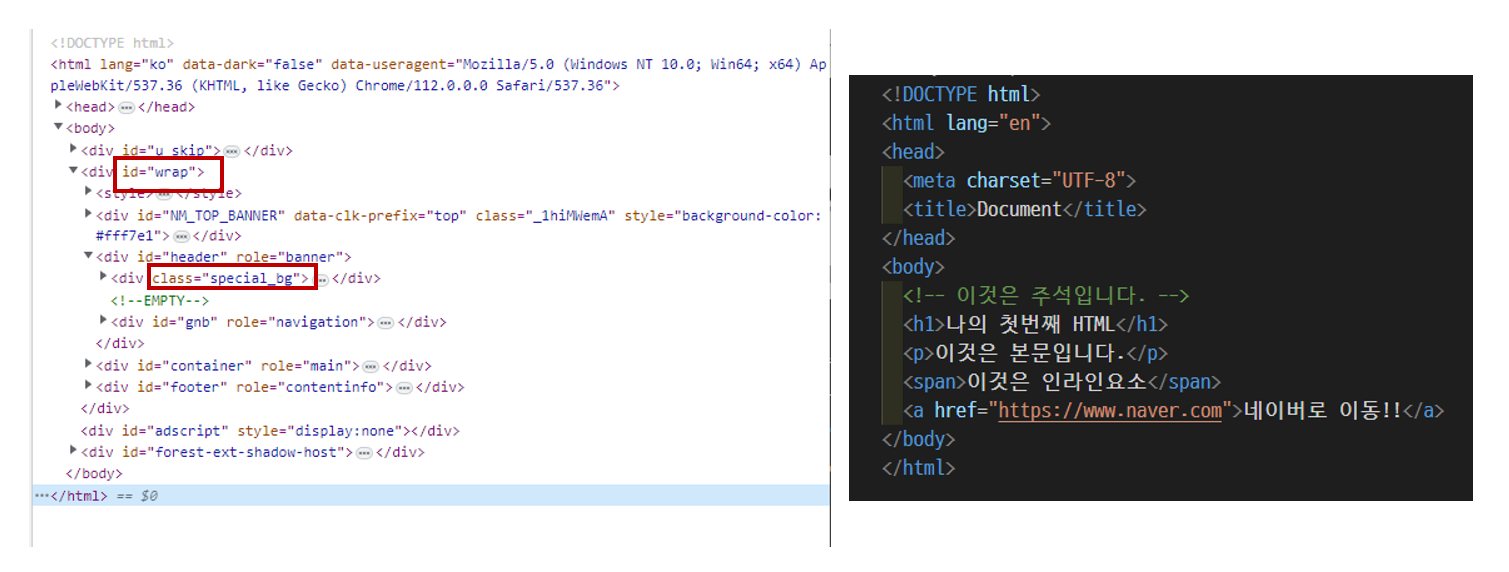 <!DOCTYPE html>
<html lang="ko" data-dark="false" data-useragent="Mozilla/5.0 (Windows NT 10.0; Win64; x64) Ap
pleWebKit/537.36 (KHTML, like Gecko) Chrome/112.0.0.0 Safari/537.36">
<head>…</head>
<body>
<div id="u_skip">…</div>
<div id="wrap">
<style>…</style>
<div id="NM_TOP_BANNER" data-clk-prefix="top" class="_1hiMWemA" style="background-color:
#fff7e1">…</div>
<div id="header" role="banner">
<div class="special_bg">…</div>
<!--EMPTY-->
<div id="gnb" role="navigation">…</div>
</div>
<div id="container" role="main">…</div>
<div id="footer" role="contentinfo">…</div>
</div>
<div id="adscript" style="display:none"></div>
<div id="forest-ext-shadow-host">…</div>
</body>
…</html> == $0
<!DOCTYPE html>
<html lang="en">
<head>
<meta charset="UTF-8">
<title>Document</title>
</head>
<body>
<!-- 이것은 주석입니다. -->
<h1>나의 첫번째 HTML</h1>
<p>이것은 본문입니다.</p>
<span>이것은 인라인요소</span>
<a href="https://www.naver.com">네이버로 이동!!</a>
</body>
</html>